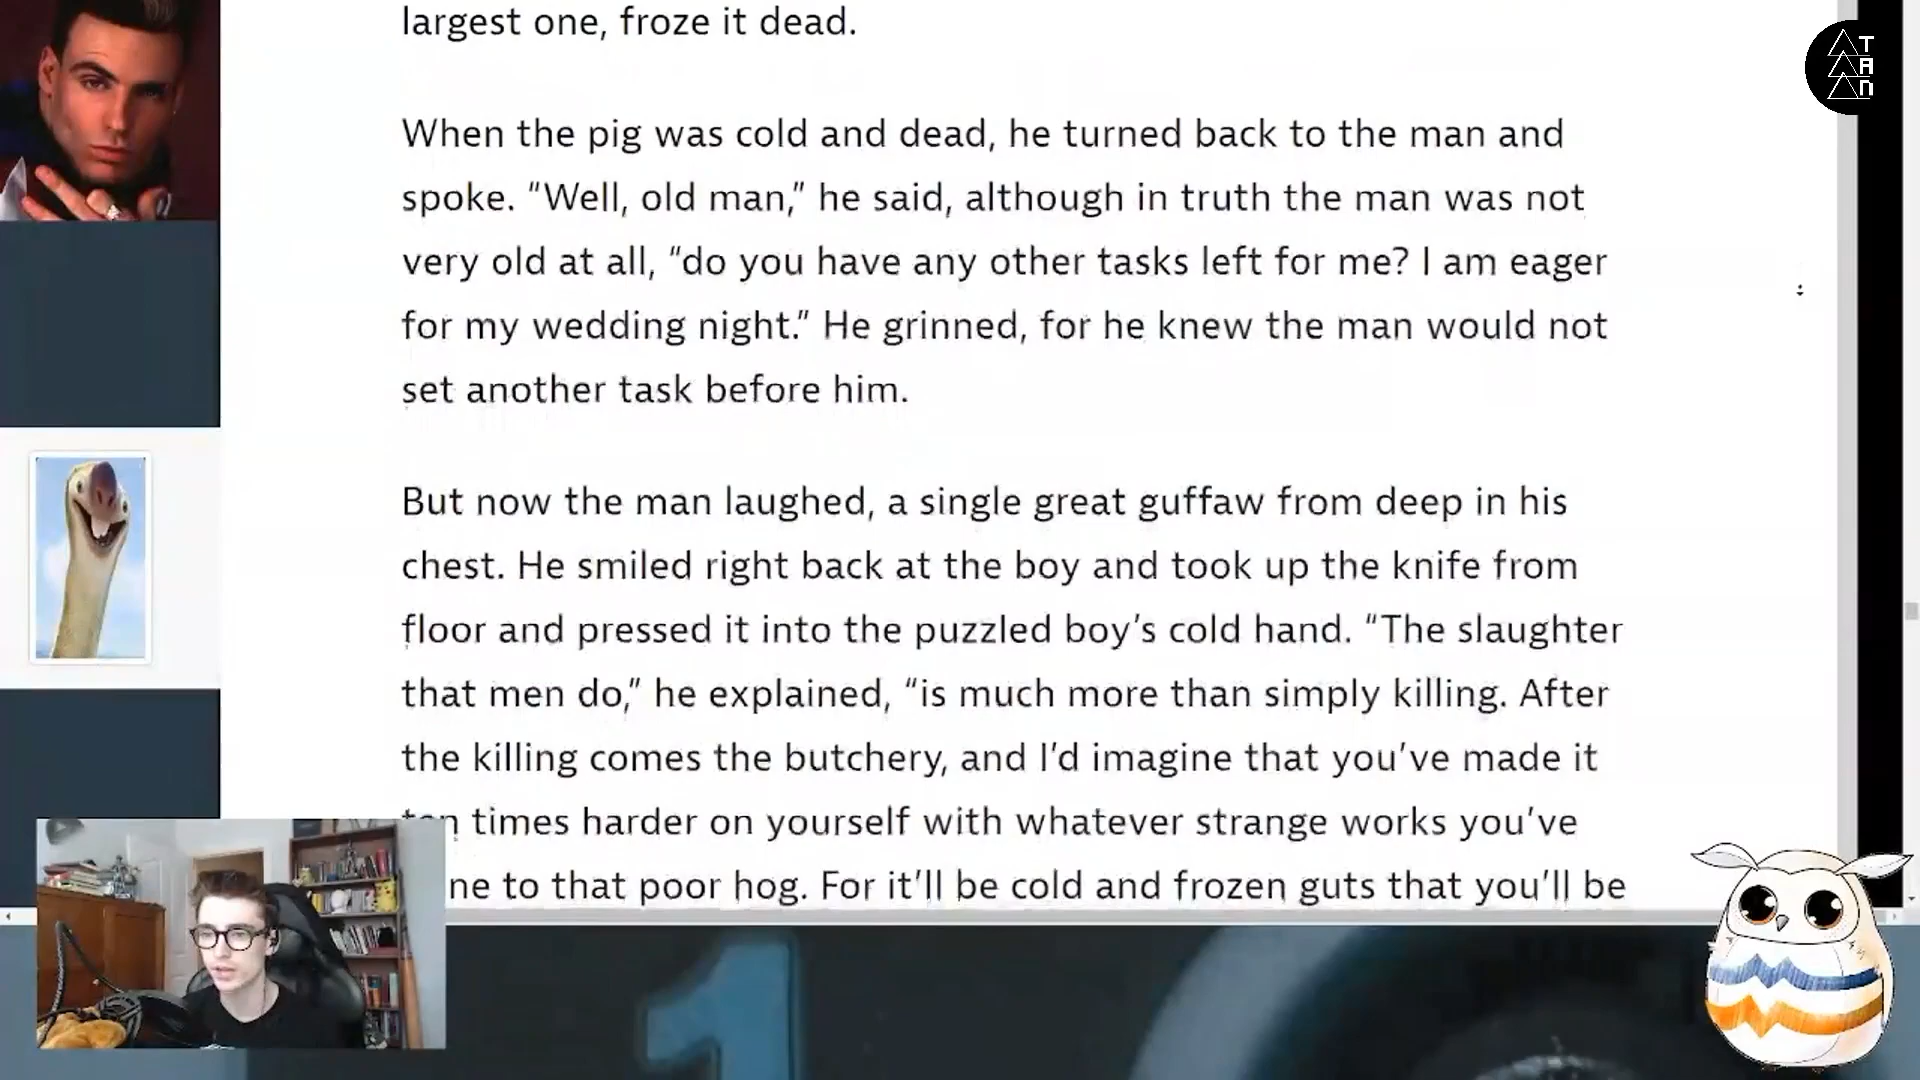 largest one, froze it dead.
When the pig was cold and dead, he turned back to the man and
spoke. “Well, old man,” he said, although in truth the man was not
very old at all, “do you have any other tasks left for me? I am eager
for my wedding night.” He grinned, for he knew the man would not
set another task before him.
But now the man laughed, a single great guffaw from deep in his
chest. He smiled right back at the boy and took up the knife from
floor and pressed it into the puzzled boy’s cold hand. “The slaughter
that men do,” he explained, “is much more than simply killing. After
the killing comes the butchery, and I’d imagine that you’ve made it
times harder on yourself with whatever strange works you’ve
ne to that poor hog. For it’ll be cold and frozen guts that you’ll be
TAN
1